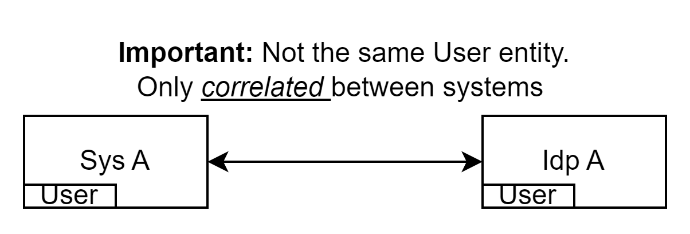 Important: Not the same User entity.
Only correlated between systems
Sys A
Idp A
User
User